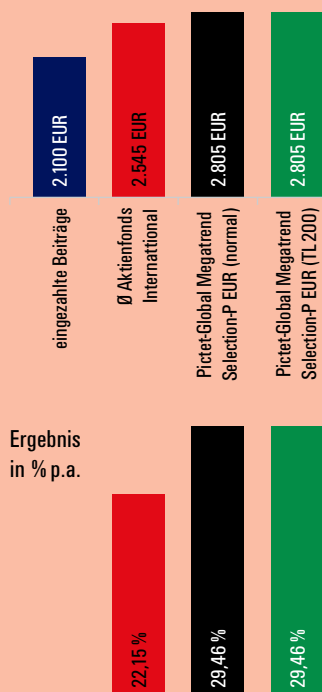 2.100 EUR
2.545 EUR
2.805 EUR
2.805 EUR
eingezahlte Beiträge
Ø Aktienfonds
Internattional
Pictet-Global Megatrend
Selection-P EUR (normal)
Pictet-Global Megatrend
Selection-P EUR (TL 200)
Ergebnis
in % p.a.
22,15 %
29,46 %
29,46 %